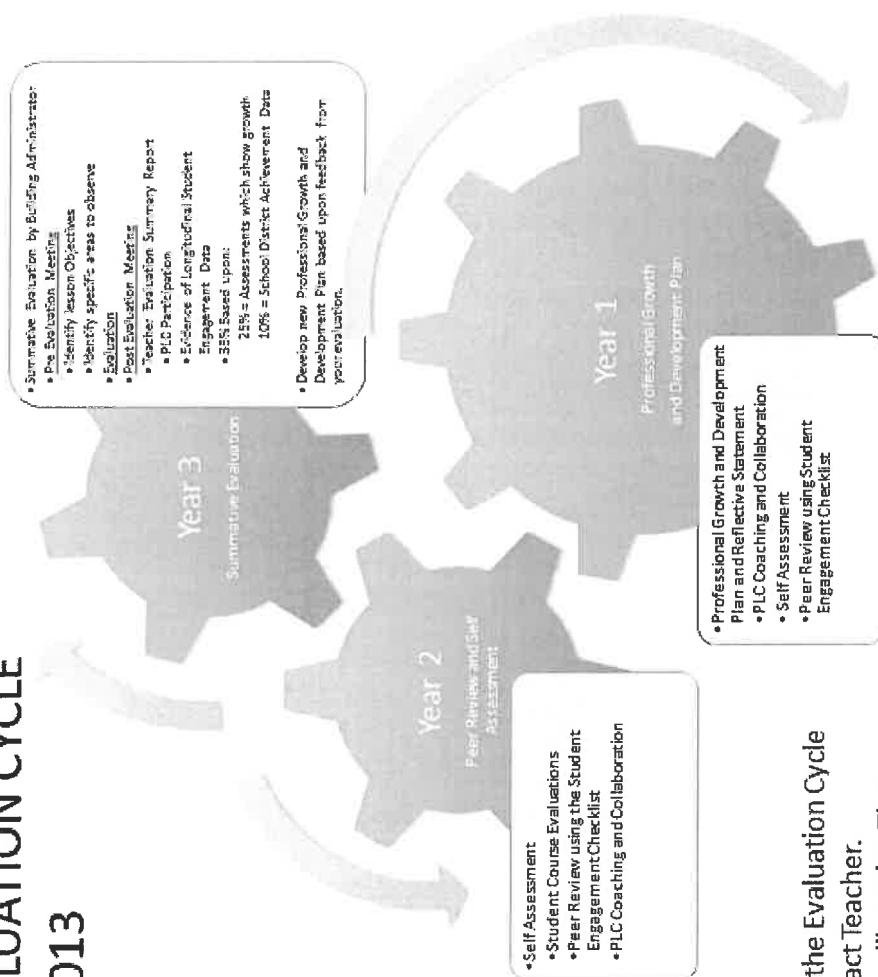 LUATION CYCLE
013
• Summative Evaluation by Building Administrator
• Pre Evaluation Meeting
• Identify lesson Objectives
• Identify specific areas to observe
• Evaluation
• Post Evaluation Meeting
• Teacher Evaluation Summary Report
• PLC Participation
• Evidence of Longitudinal Student
Engagement Data
• 35% Based upon:
25% = Assessments which show growth
10% = School District Achievement Data
• Develop new Professional Growth and
Development Plan based upon feedback from
your evaluation.
Year 3
Summative Evaluation
Year 2
Peer Review and Self
Assessment
Year 1
Professional Growth
and Development Plan
• Self Assessment
• Student Course Evaluations
• Peer Review using the Student
Engagement Checklist
• PLC Coaching and Collaboration
• Professional Growth and Development
Plan and Reflective Statement
• PLC Coaching and Collaboration
• Self Assessment
• Peer Review using Student
Engagement Checklist
the Evaluation Cycle
act Teacher.